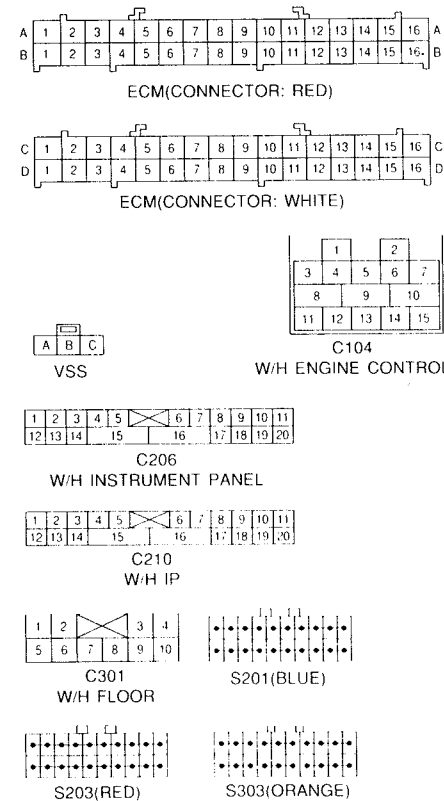 A 1 2 3 4 5 6 7 8 9 10 11 12 13 14 15 16 A
B 1 2 3 4 5 6 7 8 9 10 11 12 13 14 15 16 B
ECM(CONNECTOR: RED)
C 1 2 3 4 5 6 7 8 9 10 11 12 13 14 15 16 C
D 1 2 3 4 5 6 7 8 9 10 11 12 13 14 15 16 D
ECM(CONNECTOR: WHITE)
1 2
3 4 5 6 7
8 9 10
11 12 13 14 15
C104
W/H ENGINE CONTROL
A B C
VSS
1 2 3 4 5 6 7 8 9 10 11
12 13 14 15 16 17 18 19 20
C206
W/H INSTRUMENT PANEL
1 2 3 4 5 6 7 8 9 10 11
12 13 14 15 16 17 18 19 20
C210
W/H IP
1 2 3 4
5 6 7 8 9 10
C301
W/H FLOOR
S201(BLUE)
S203(RED)
S303(ORANGE)